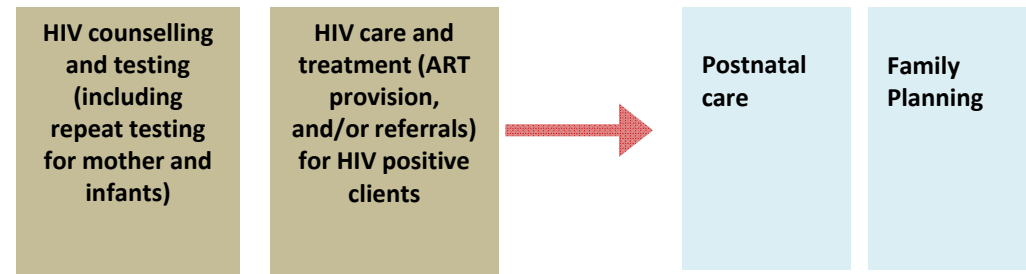 HIV counselling
and testing
(including
repeat testing
for mother and
infants)
HIV care and
treatment (ART
provision,
and/or referrals)
for HIV positive
clients
Postnatal
care
Family
Planning